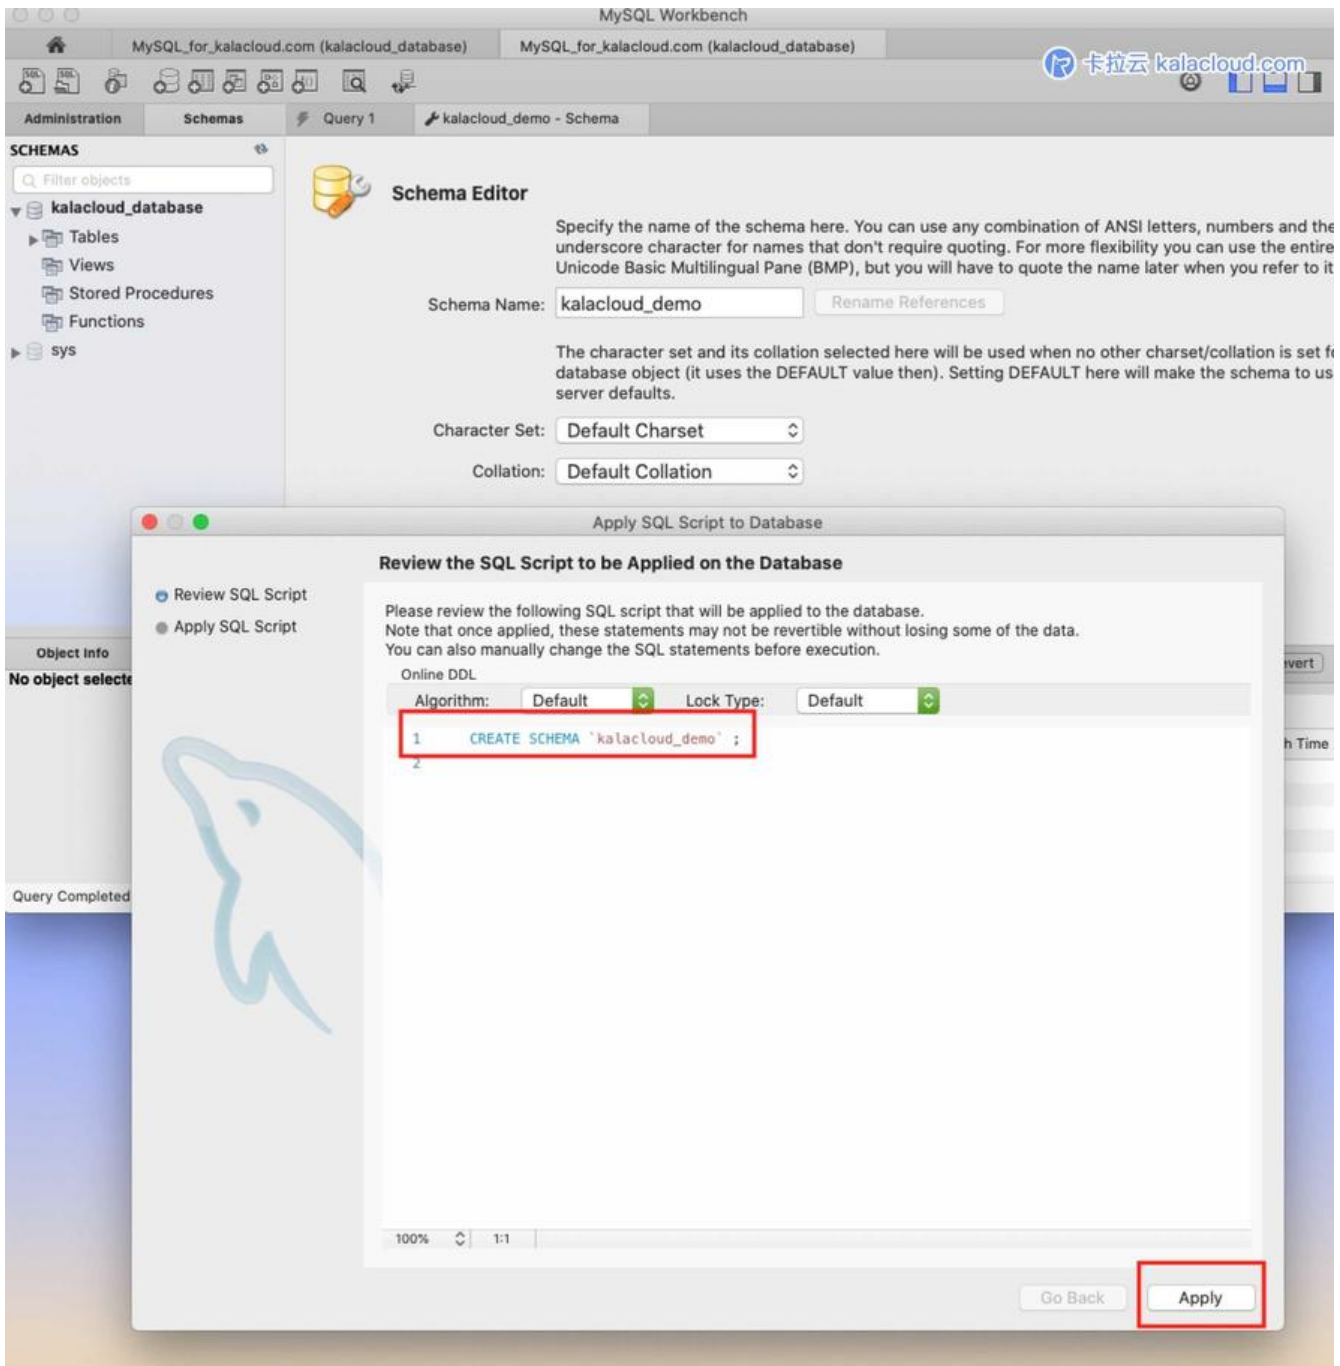 MySQL Workbench
MySQL_for_kalacloud.com (kalacloud_database)
MySQL_for_kalacloud.com (kalacloud_database)
卡拉云 kalacloud.com
SQL
SQL
Administration
Schemas
Query 1
kalacloud_demo - Schema
SCHEMAS
Filter objects
kalacloud_database
Tables
Views
Stored Procedures
Functions
sys
Schema Editor
Specify the name of the schema here. You can use any combination of ANSI letters, numbers and the
underscore character for names that don't require quoting. For more flexibility you can use the entire
Unicode Basic Multilingual Pane (BMP), but you will have to quote the name later when you refer to it
Schema Name: kalacloud_demo
Rename References
The character set and its collation selected here will be used when no other charset/collation is set fo
database object (it uses the DEFAULT value then). Setting DEFAULT here will make the schema to us
server defaults.
Character Set: Default Charset
Collation: Default Collation
Object Info
No object selecte
Query Completed
vert
h Time
Apply SQL Script to Database
Review SQL Script
Apply SQL Script
Review the SQL Script to be Applied on the Database
Please review the following SQL script that will be applied to the database.
Note that once applied, these statements may not be revertible without losing some of the data.
You can also manually change the SQL statements before execution.
Online DDL
Algorithm: Default Lock Type: Default
1 CREATE SCHEMA `kalacloud_demo` ;
2
100% 1:1
Go Back
Apply